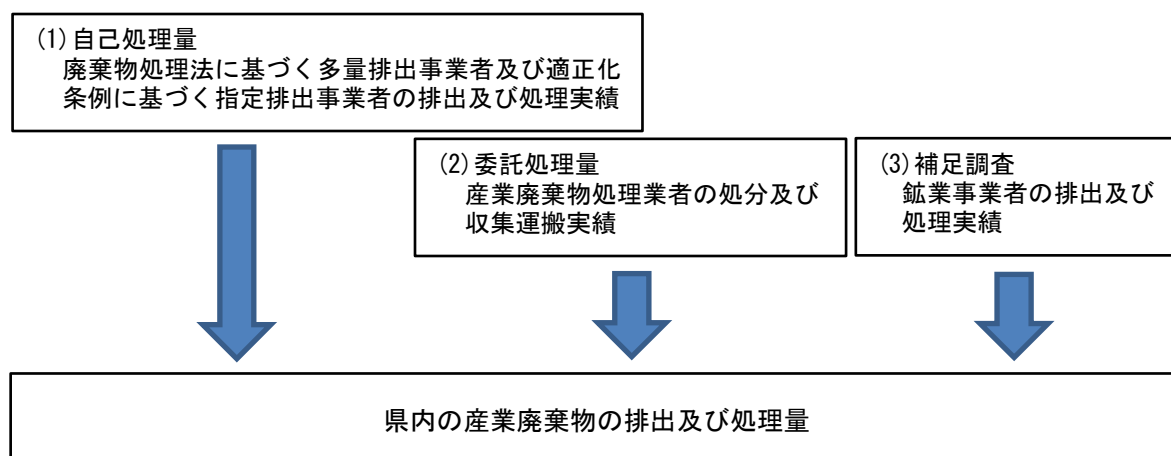 (1)自己処理量
廃棄物処理法に基づく多量排出事業者及び適正化
条例に基づく指定排出事業者の排出及び処理実績
(2)委託処理量
産業廃棄物処理業者の処分及び
収集運搬実績
(3)補足調査
鉱業事業者の排出及び
処理実績
県内の産業廃棄物の排出及び処理量